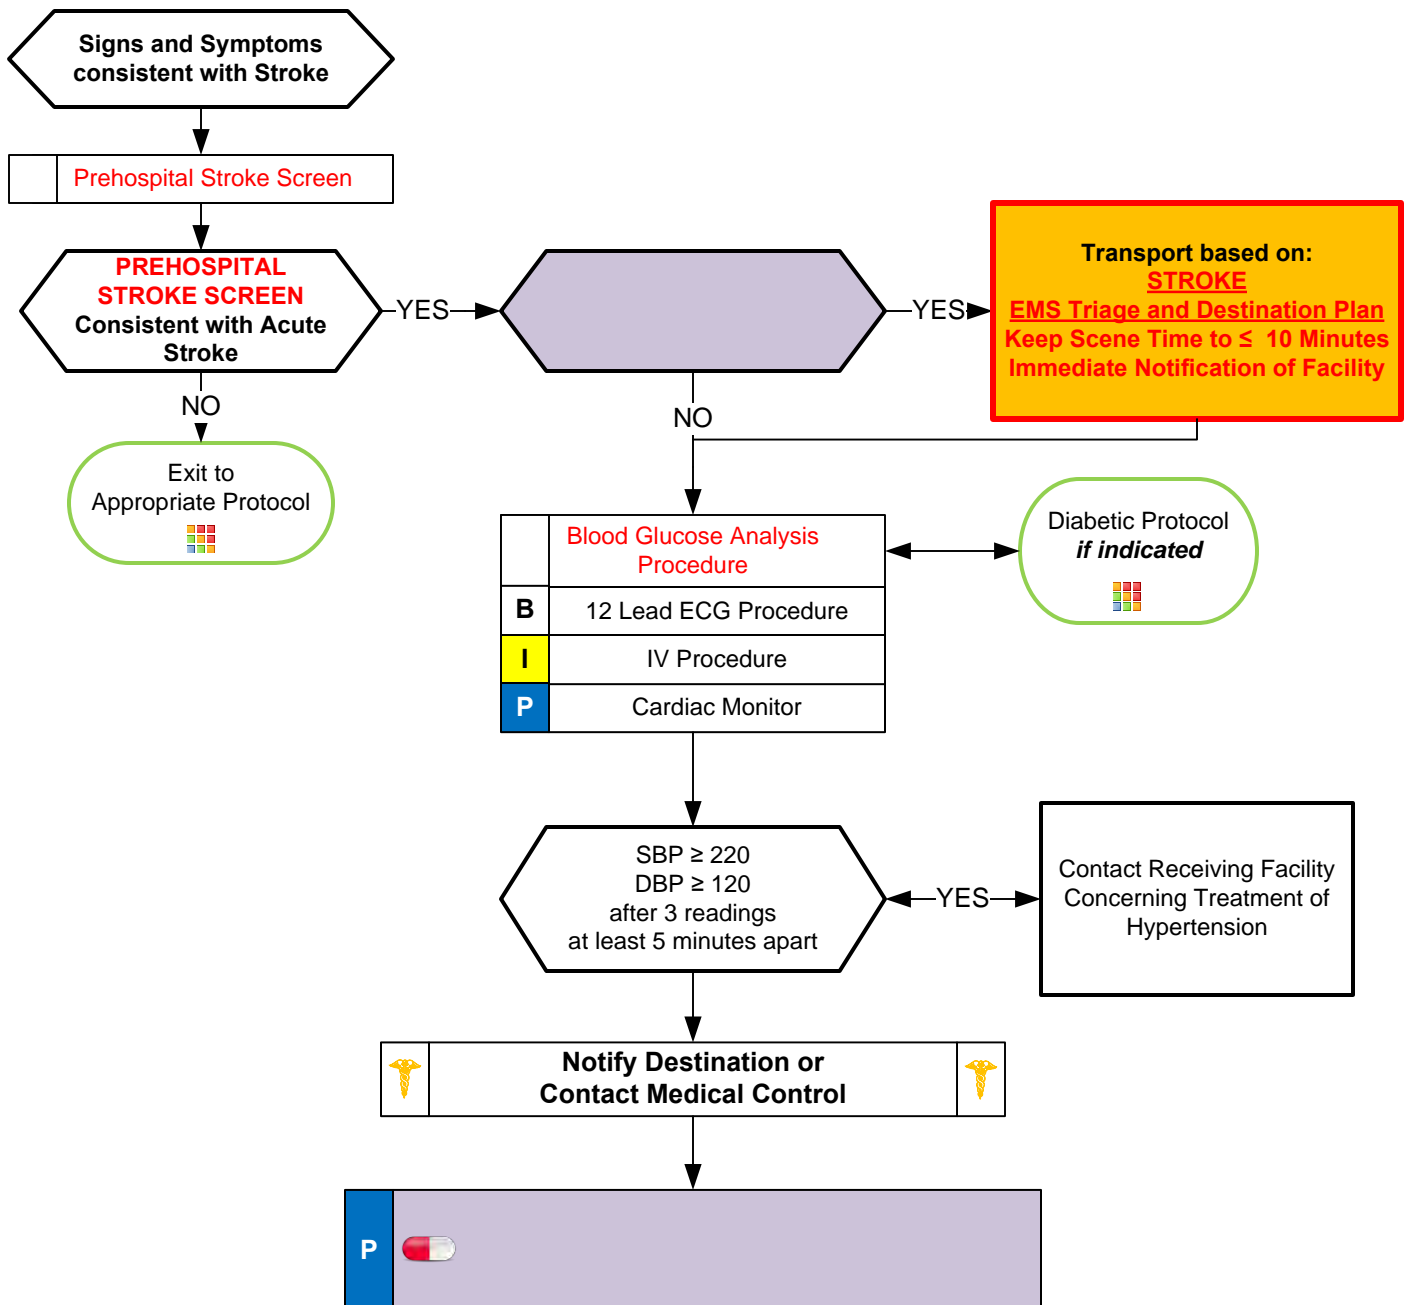 Signs and Symptoms
consistent with Stroke
Prehospital Stroke Screen
PREHOSPITAL
STROKE SCREEN
Consistent with Acute
Stroke
YES
YES
Transport based on:
STROKE
EMS Triage and Destination Plan
Keep Scene Time to ≤ 10 Minutes
Immediate Notification of Facility
NO
NO
Exit to
Appropriate Protocol
Blood Glucose Analysis
Procedure
Diabetic Protocol
if indicated
B 12 Lead ECG Procedure
I IV Procedure
P Cardiac Monitor
SBP ≥ 220
DBP ≥ 120
after 3 readings
at least 5 minutes apart
YES
Contact Receiving Facility
Concerning Treatment of
Hypertension
Notify Destination or
Contact Medical Control
P